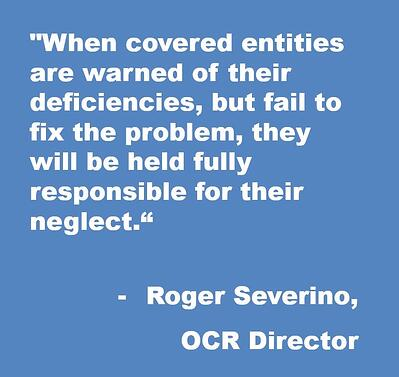 "When covered entities
are warned of their
deficiencies, but fail to
fix the problem, they
will be held fully
responsible for their
neglect.“
- Roger Severino,
OCR Director